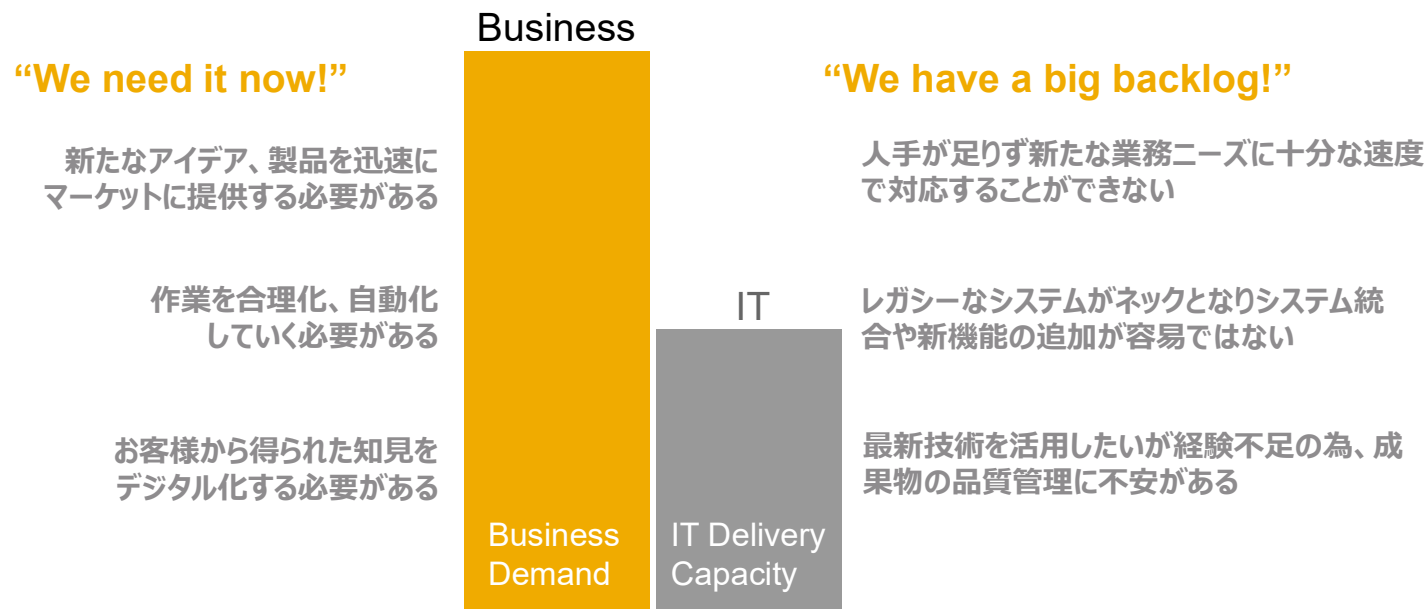 Business
“We need it now!”
新たなアイデア、製品を迅速に
マーケットに提供する必要がある
作業を合理化、自動化
していく必要がある
お客様から得られた知見を
デジタル化する必要がある
Business
Demand
IT
IT Delivery
Capacity
“We have a big backlog!”
人手が足りず新たな業務ニーズに十分な速度
で対応することができない
レガシーなシステムがネックとなりシステム統
合や新機能の追加が容易ではない
最新技術を活用したいが経験不足の為、成
果物の品質管理に不安がある